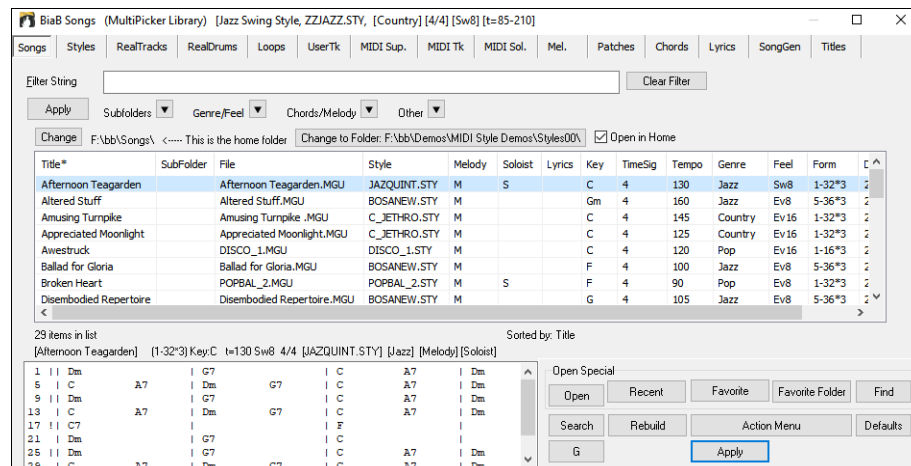 BiaB Songs (MultiPicker Library) [Jazz Swing Style, ZZJAZZ.STY, [Country] [4/4] [Sw8] [t=85-210]
Songs Styles RealTracks RealDrums Loops UserTk MIDI Sup. MIDI Tk MIDI Sol. Mel. Patches Chords Lyrics SongGen Titles
Filter String Clear Filter
Apply Subfolders Genre/Feel Chords/Melody Other
Change F:\bb\Songs\ <----- This is the home folder Change to Folder: F:\bb\Demos\MIDI Style Demos\Styles00\ Open in Home
Title* SubFolder File Style Melody Soloist Lyrics Key TimeSig Tempo Genre Feel Form
Afternoon Teagarden Afternoon Teagarden.MGU JAZQUINT.STY M S C 4 130 Jazz Sw8 1-32*3
Altered Stuff Altered Stuff.MGU BOSANEW.STY M Gm 4 160 Jazz Ev8 5-36*3
Amusing Turnpike Amusing Turnpike .MGU C_JETHRO.STY M C 4 145 Country Ev16 1-32*3
Appreciated Moonlight Appreciated Moonlight.MGU C_JETHRO.STY M C 4 125 Country Ev16 1-32*3
Awestruck DISCO_1.MGU DISCO_1.STY M C 4 120 Pop Ev16 1-16*3
Ballad for Gloria Ballad for Gloria.MGU BOSANEW.STY M F 4 100 Jazz Ev8 5-36*3
Broken Heart POPBAL_2.MGU POPBAL_2.STY M S F 4 90 Pop Ev8 1-32*3
Disembodied Repertoire Disembodied Repertoire.MGU BOSANEW.STY M G 4 105 Jazz Ev8 5-36*3
29 items in list Sorted by: Title
[Afternoon Teagarden] (1-32*3) Key:C t=130 Sw8 4/4 [JAZQUINT.STY] [Jazz] [Melody] [Soloist]
1 || Dm | G7 | C A7 | Dm
5 | C A7 | Dm G7 | C A7 | Dm
9 || Dm | G7 | C A7 | Dm
13 | C A7 | Dm G7 | C A7 | Dm
17 !| C7 | | F |
21 | Dm | G7 | C |
25 || Dm | G7 | C A7 | Dm
29 | C A7 | Dm G7 | C A7 | Dm
Open Special
Open Recent Favorite Favorite Folder Find
Search Rebuild Action Menu Defaults
G Apply